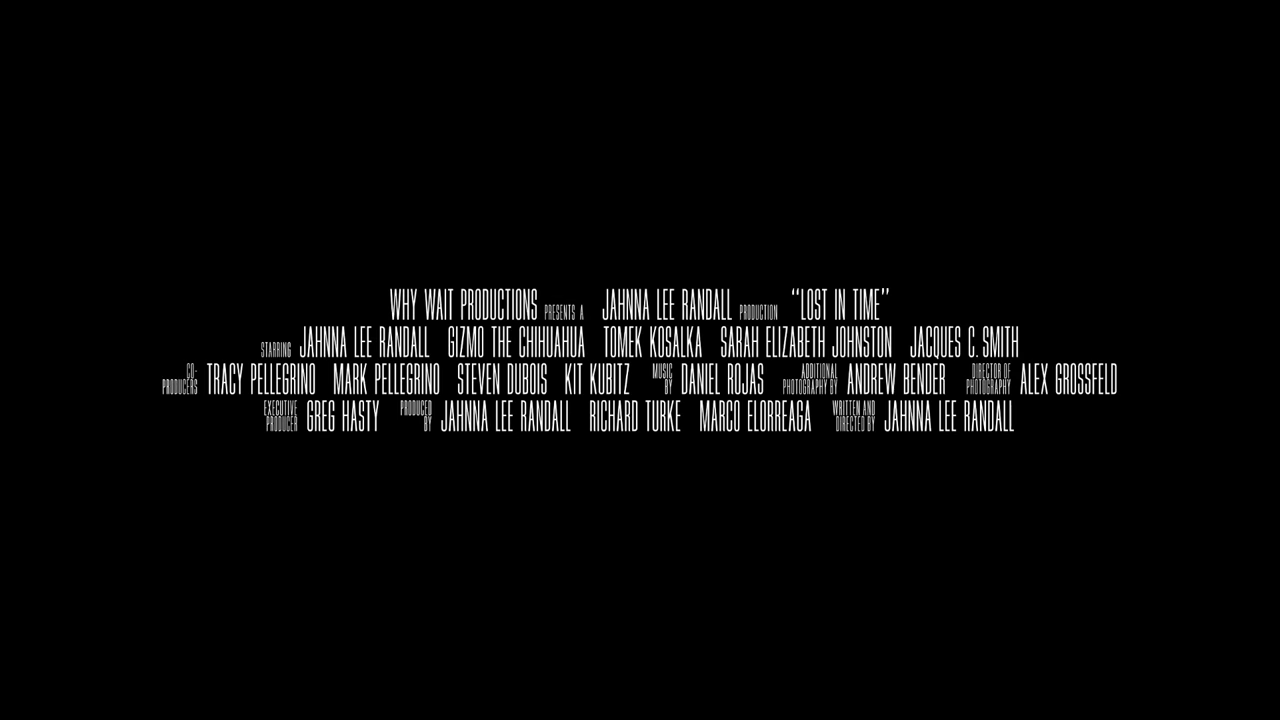 WHY WAIT PRODUCTIONS PRESENTS A JAHNNA LEE RANDALL PRODUCTION “LOST IN TIME”
STARRING JAHNNA LEE RANDALL GIZMO THE CHIHUAHUA TOMEK KOSALKA SARAH ELIZABETH JOHNSTON JACQUES C. SMITH
CO-PRODUCERS TRACY PELLEGRINO MARK PELLEGRINO STEVEN DUBOIS KIT KUBITZ MUSIC BY DANIEL ROJAS ADDITIONAL PHOTOGRAPHY BY ANDREW BENDER DIRECTOR OF PHOTOGRAPHY ALEX GROSSFELD
EXECUTIVE PRODUCER GREG HASTY PRODUCED BY JAHNNA LEE RANDALL RICHARD TURKE MARCO ELORREAGA WRITTEN AND DIRECTED BY JAHNNA LEE RANDALL